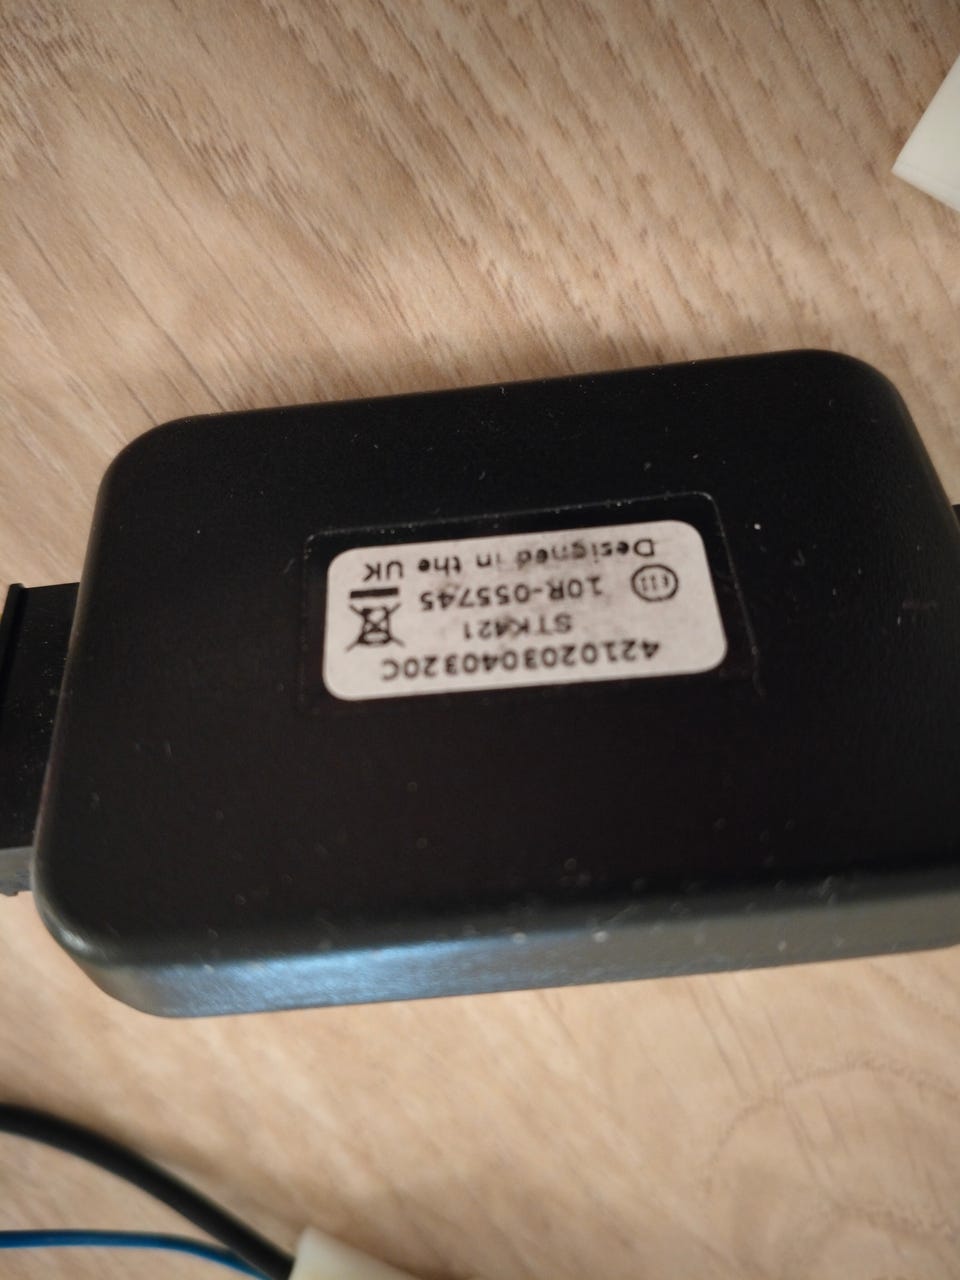 4210203040320C
STK421
10R-055745
E11
Designed in the UK